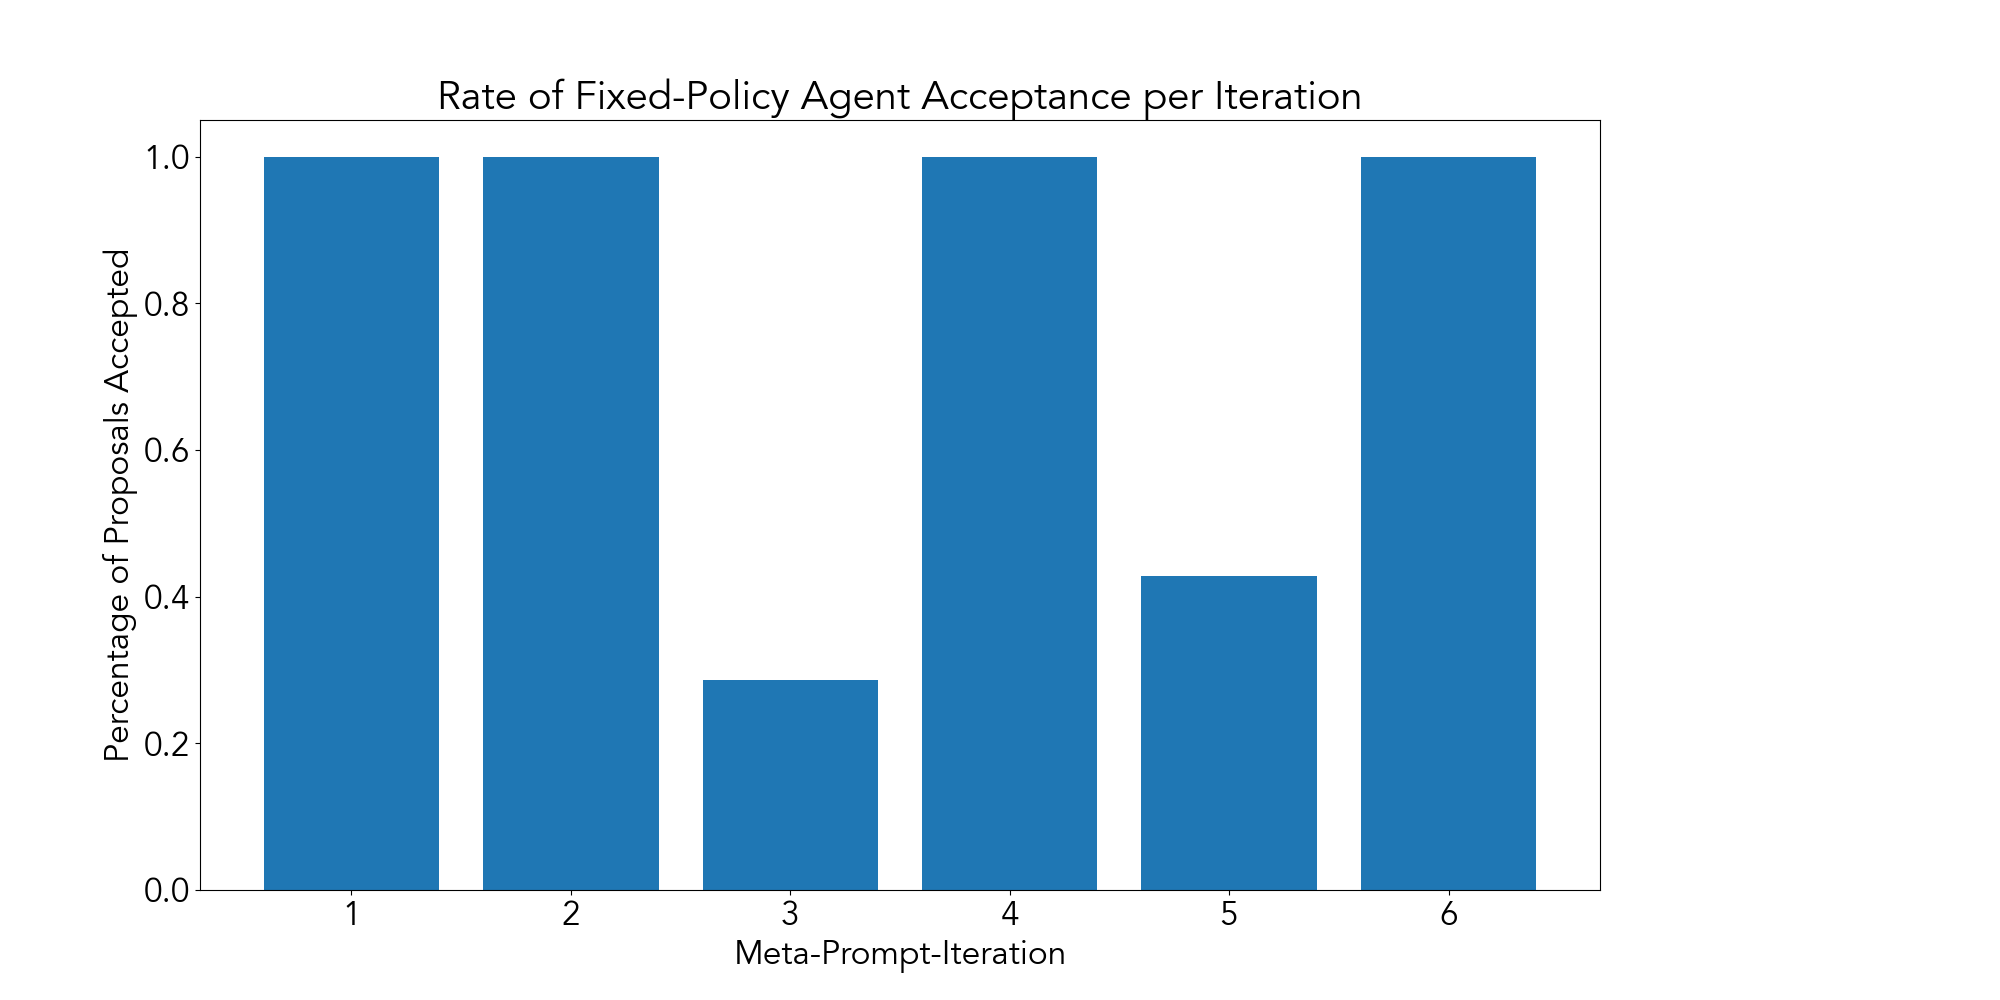 Rate of Fixed-Policy Agent Acceptance per Iteration
Percentage of Proposals Accepted
1.0
0.8
0.6
0.4
0.2
0.0
1 2 3 4 5 6
Meta-Prompt-Iteration